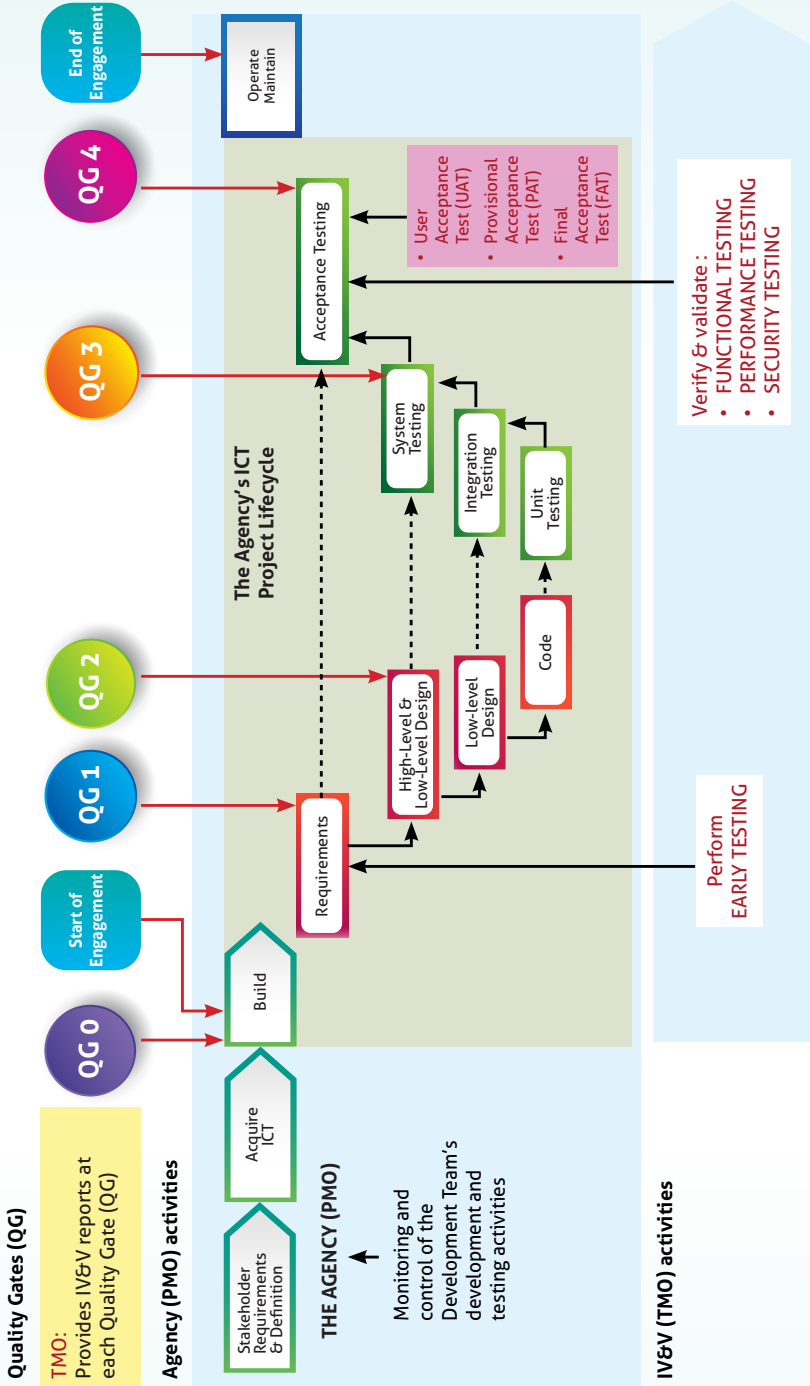 Quality Gates (QG)
TMO:
Provides IV&V reports at
each Quality Gate (QG)
QG 0
Start of
Engagement
QG 1
QG 2
QG 3
QG 4
End of
Engagement
Agency (PMO) activities
Stakeholder
Requirements
& Definition
Acquire
ICT
Build
Operate
Maintain
The Agency's ICT
Project Lifecycle
THE AGENCY (PMO)
Monitoring and
control of the
Development Team's
development and
testing activities
Requirements
High-Level &
Low-Level Design
Low-level
Design
Code
Unit
Testing
Integration
Testing
System
Testing
Acceptance Testing
• User
Acceptance
Test (UAT)
• Provisional
Acceptance
Test (PAT)
• Final
Acceptance
Test (FAT)
IV&V (TMO) activities
Perform
EARLY TESTING
Verify & validate :
• FUNCTIONAL TESTING
• PERFORMANCE TESTING
• SECURITY TESTING